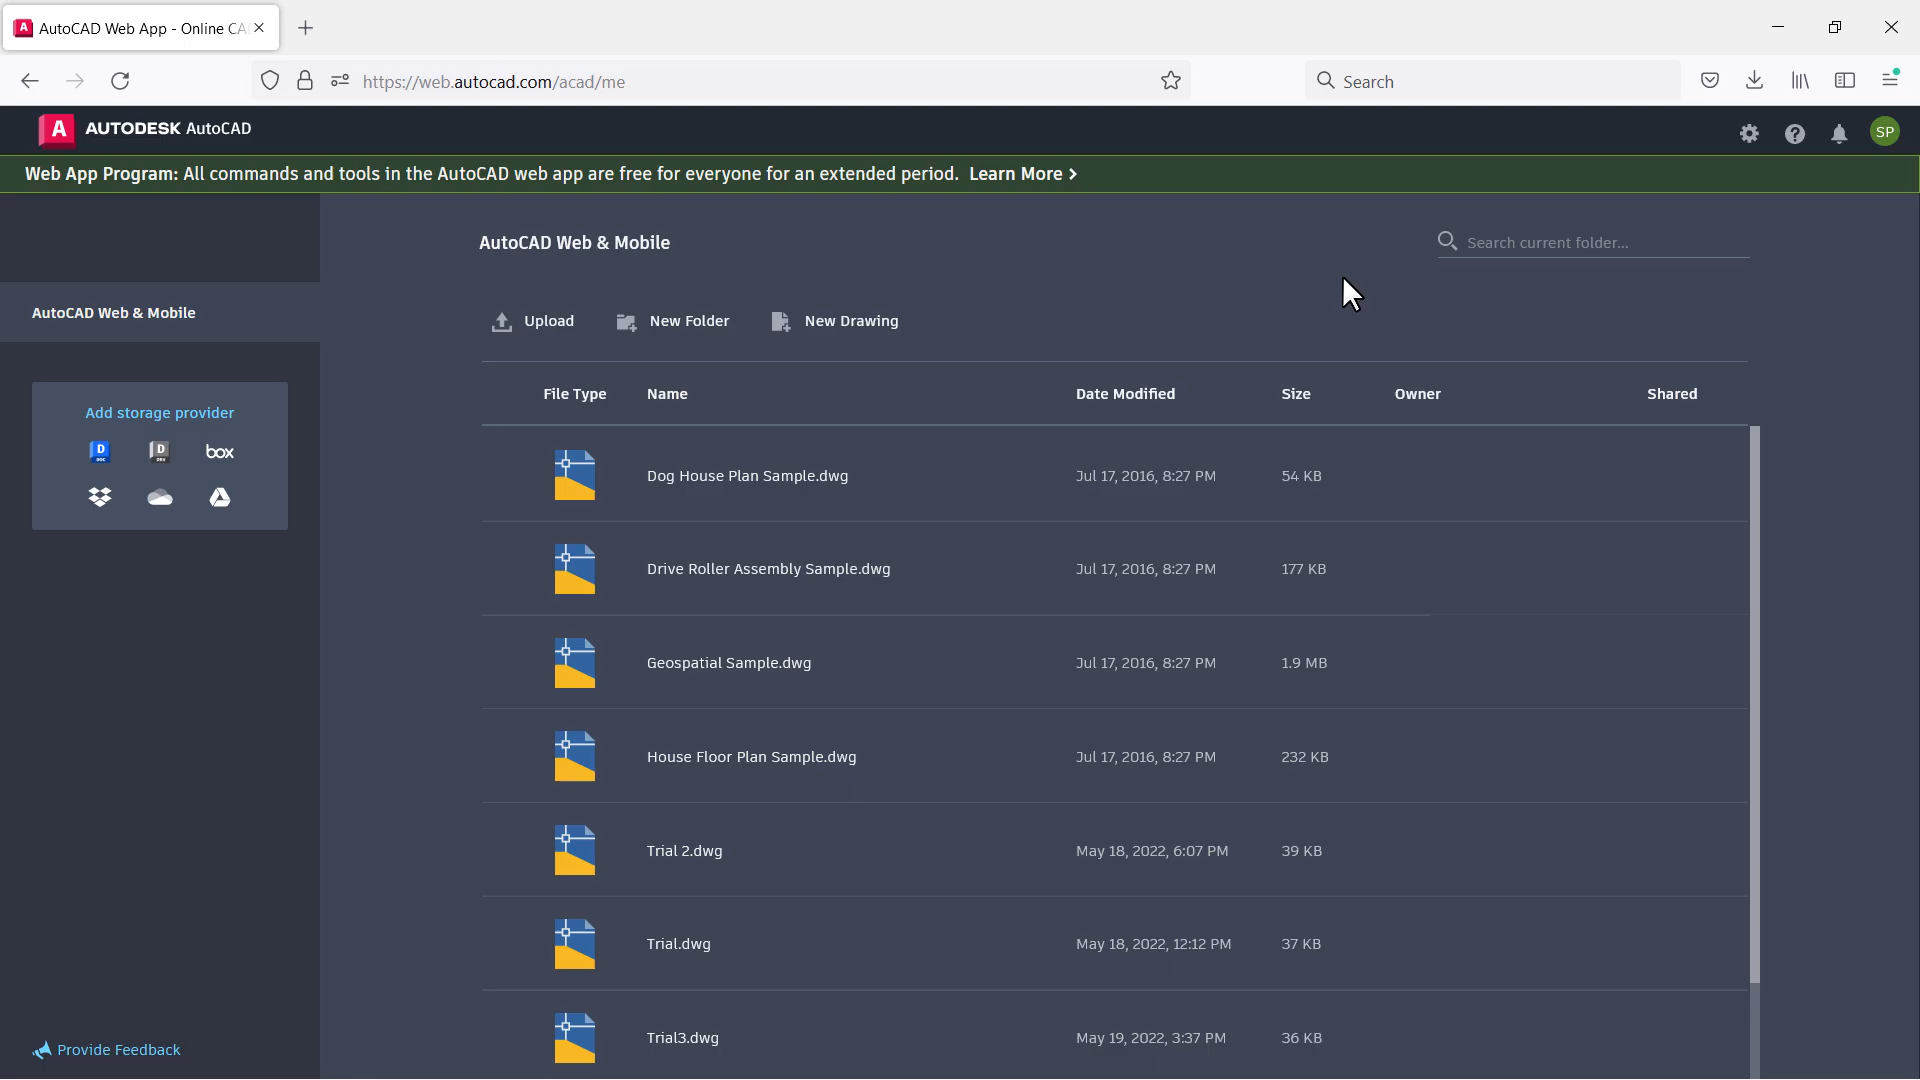 AutoCAD Web App - Online CA
https://web.autocad.com/acad/me
Search
A AUTODESK AutoCAD
SP
Web App Program: All commands and tools in the AutoCAD web app are free for everyone for an extended period. Learn More
AutoCAD Web & Mobile
Search current folder...
AutoCAD Web & Mobile
Upload
New Folder
New Drawing
Add storage provider
box
File Type Name Date Modified Size Owner Shared
Dog House Plan Sample.dwg Jul 17, 2016, 8:27 PM 54 KB
Drive Roller Assembly Sample.dwg Jul 17, 2016, 8:27 PM 177 KB
Geospatial Sample.dwg Jul 17, 2016, 8:27 PM 1.9 MB
House Floor Plan Sample.dwg Jul 17, 2016, 8:27 PM 232 KB
Trial 2.dwg May 18, 2022, 6:07 PM 39 KB
Trial.dwg May 18, 2022, 12:12 PM 37 KB
Trial3.dwg May 19, 2022, 3:37 PM 36 KB
Provide Feedback